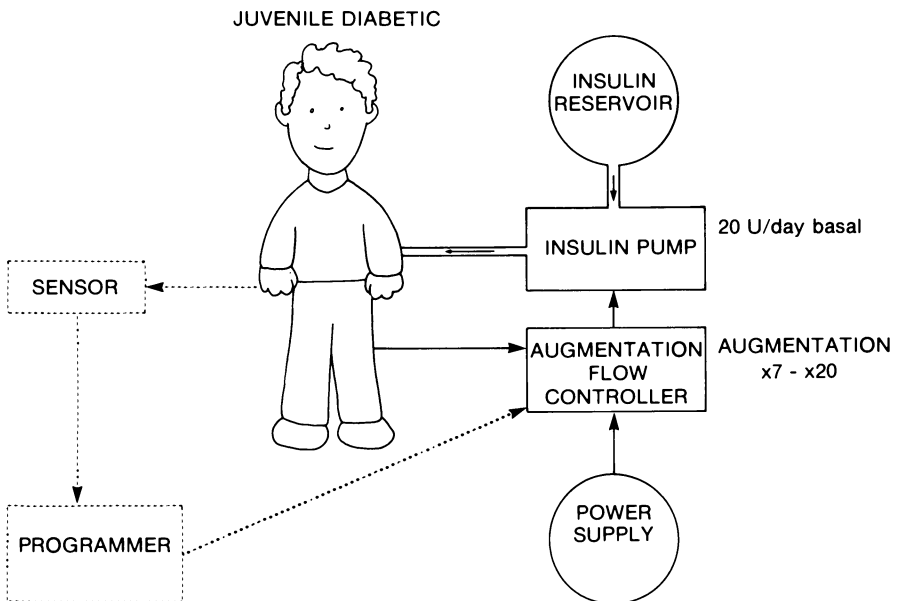 JUVENILE DIABETIC
INSULIN
RESERVOIR
INSULIN PUMP
20 U/day basal
SENSOR
AUGMENTATION
FLOW
CONTROLLER
AUGMENTATION
x7 - x20
PROGRAMMER
POWER
SUPPLY